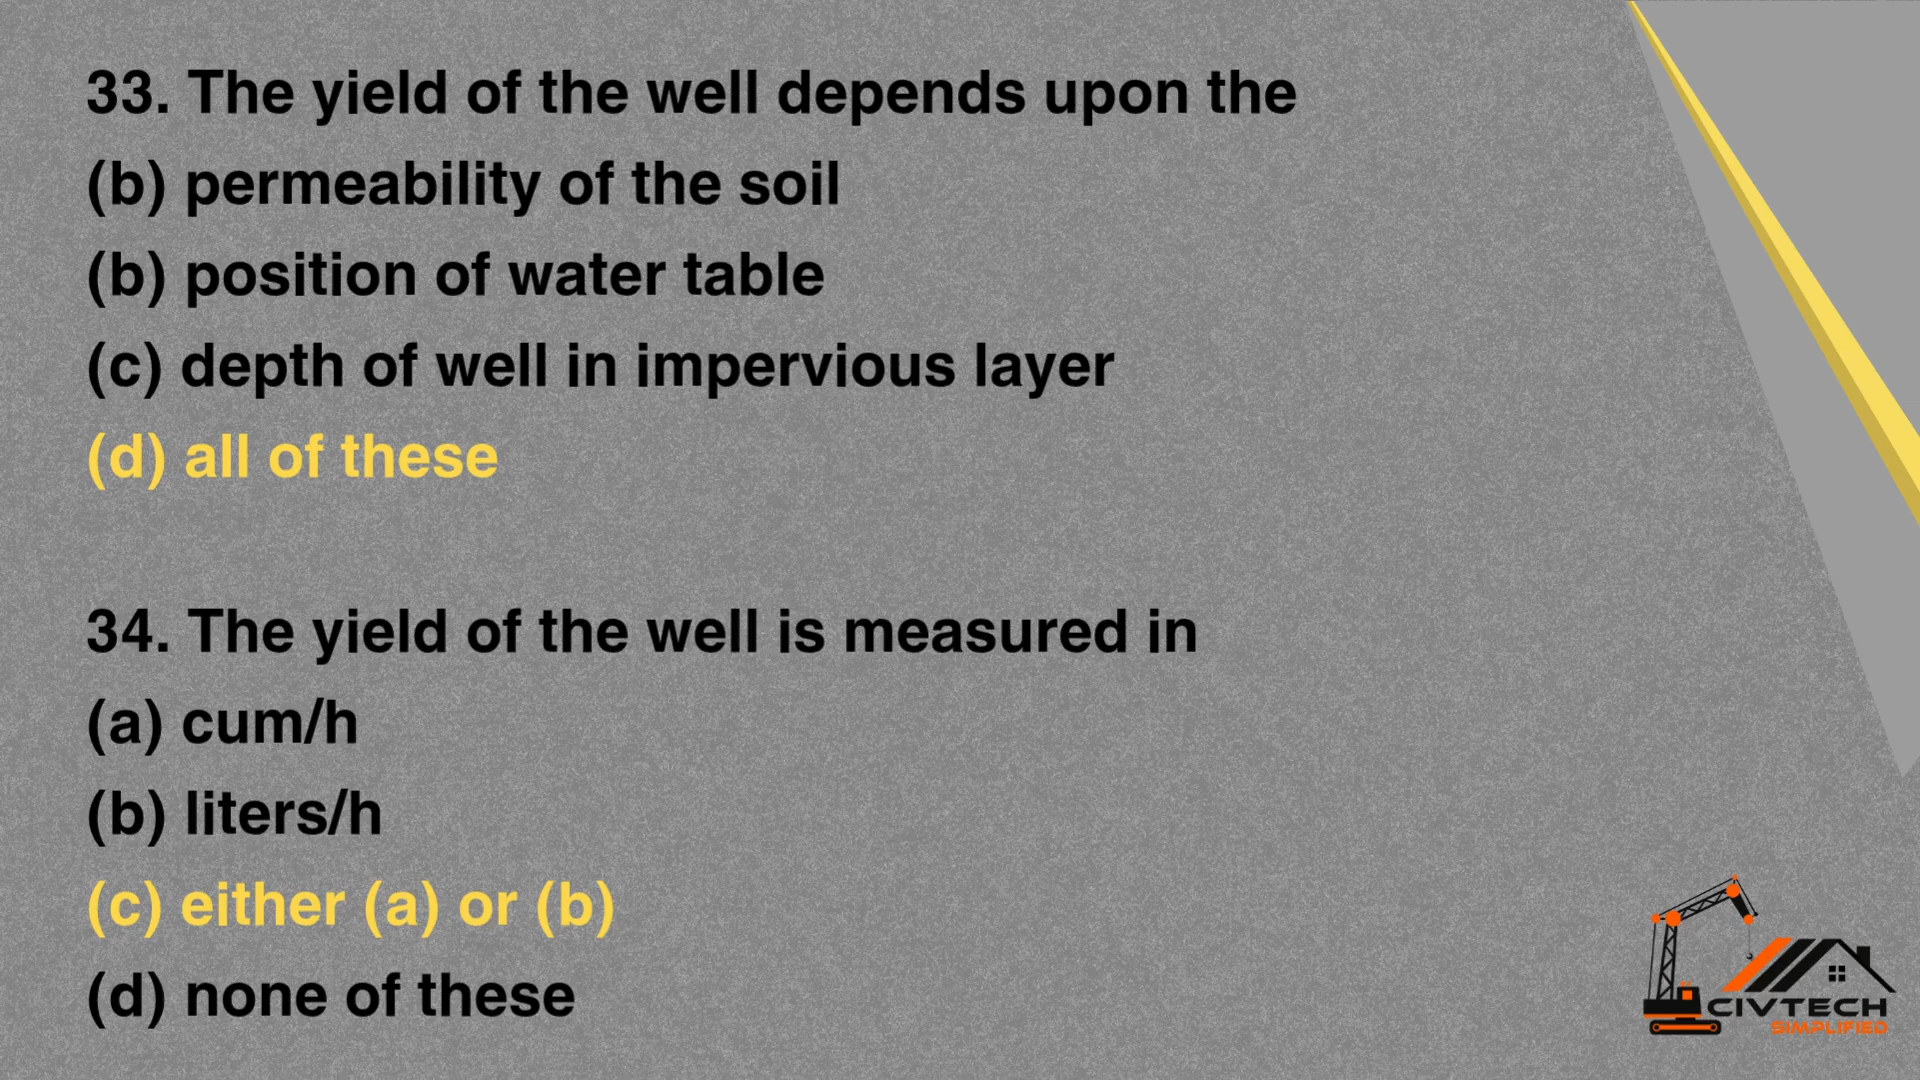 33. The yield of the well depends upon the
(b) permeability of the soil
(b) position of water table
(c) depth of well in impervious layer
(d) all of these
34. The yield of the well is measured in
(a) cum/h
(b) liters/h
(c) either (a) or (b)
(d) none of these
CIVTECH
SIMPLIFIED